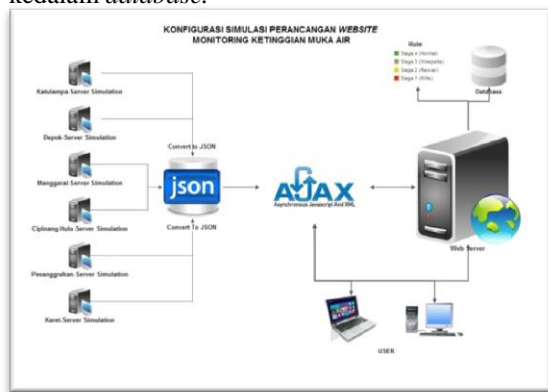 kedalam database.
KONFIGURASI SIMULASI PERANCANGAN WEBSITE
MONITORING KETINGGIAN MUKA AIR
Rule
Siaga 4 (Normal)
Siaga 3 (Waspada)
Siaga 2 (Rawan)
Siaga 1 (Kritis)
Database
Katulampa Server Simulation
Depok Server Simulation
Convert to JSON
Manggarai Server Simulation
json
AJAX
Asynchronous Javascript And XML
Cipinang Hulu Server Simulation
Convert To JSON
Web Server
Pesanggrahan Server Simulation
Karet Server Simulation
USER